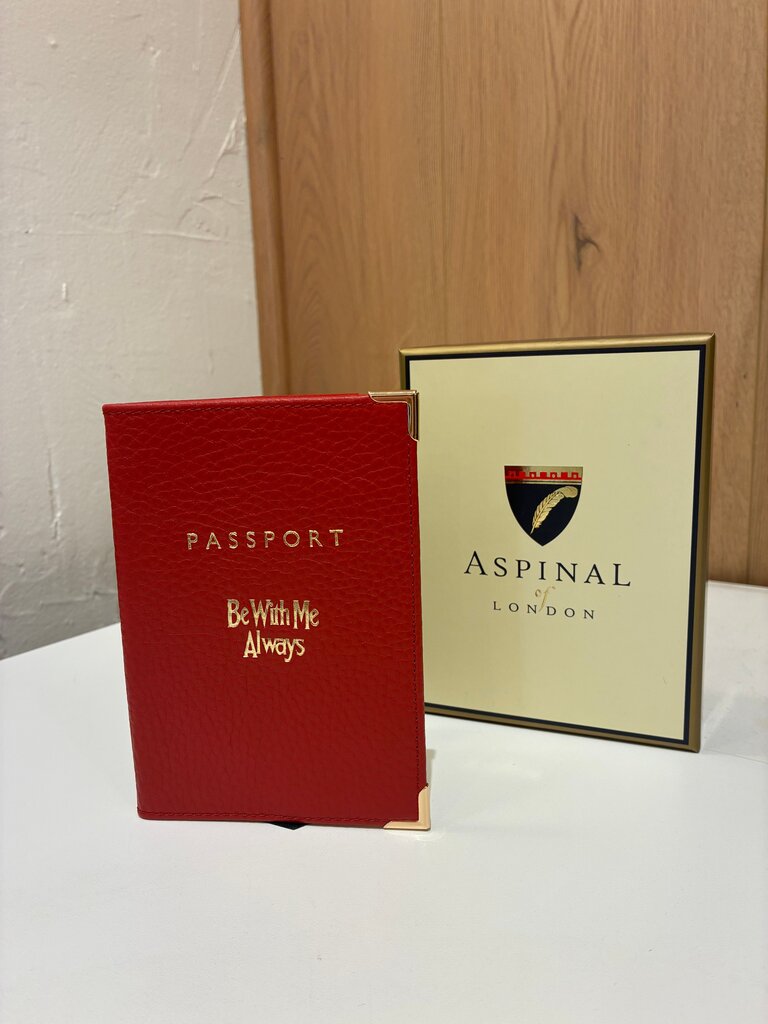 PASSPORT
Be With Me
Always
ASPINAL
of
LONDON